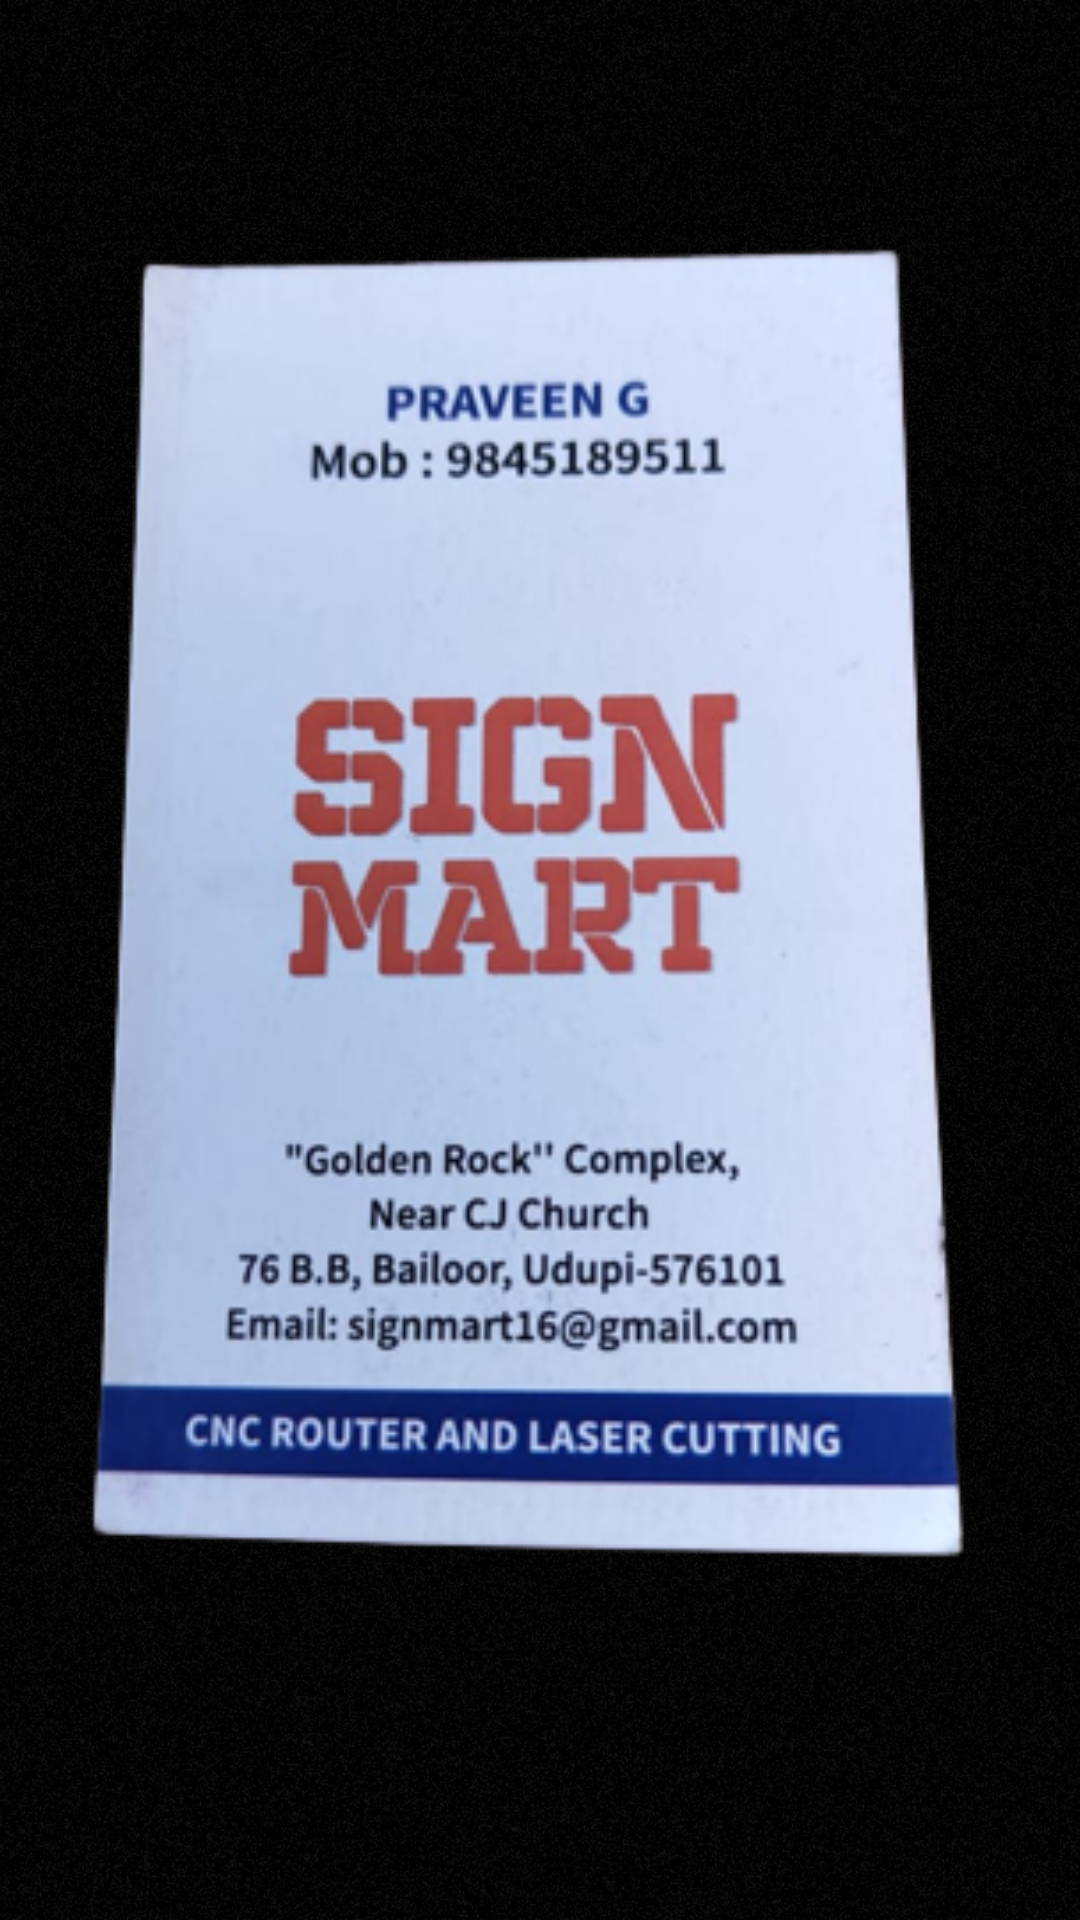 PRAVEEN G
Mob : 9845189511
SIGN
MART
"Golden Rock'' Complex,
Near CJ Church
76 B.B, Bailoor, Udupi-576101
Email: signmart16@gmail.com
CNC ROUTER AND LASER CUTTING